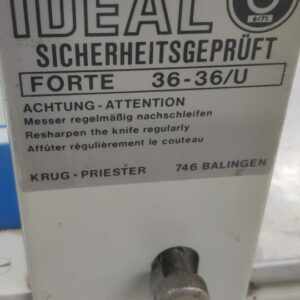 IDEAL
SICHERHEITSGEPRÜFT
FORTE 36-36/U
ACHTUNG - ATTENTION
Messer regelmäßig nachschleifen
Resharpen the knife regularly
Affûter régulièrement le couteau
KRUG - PRIESTER 746 BALINGEN